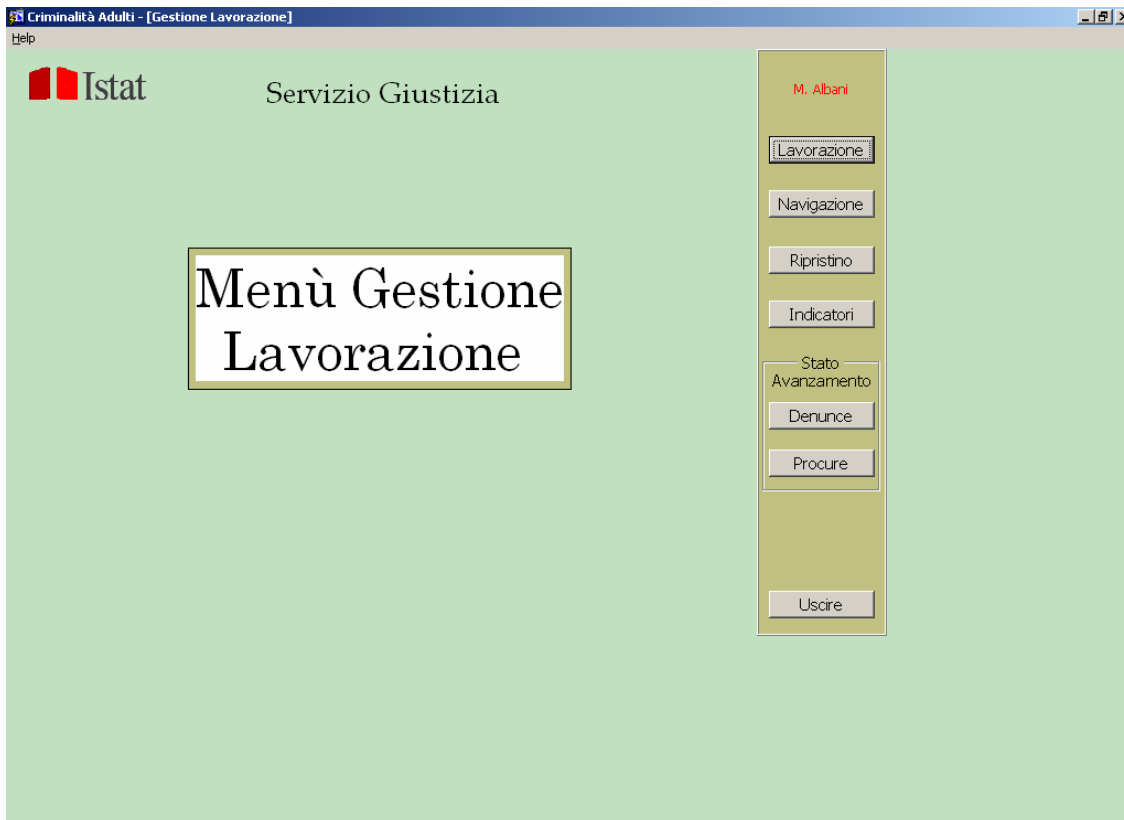 Criminalità Adulti - [Gestione Lavorazione]
Help
Istat
Servizio Giustizia
M. Albani
Lavorazione
Navigazione
Menù Gestione
Lavorazione
Ripristino
Indicatori
Stato
Avanzamento
Denunce
Procure
Uscire